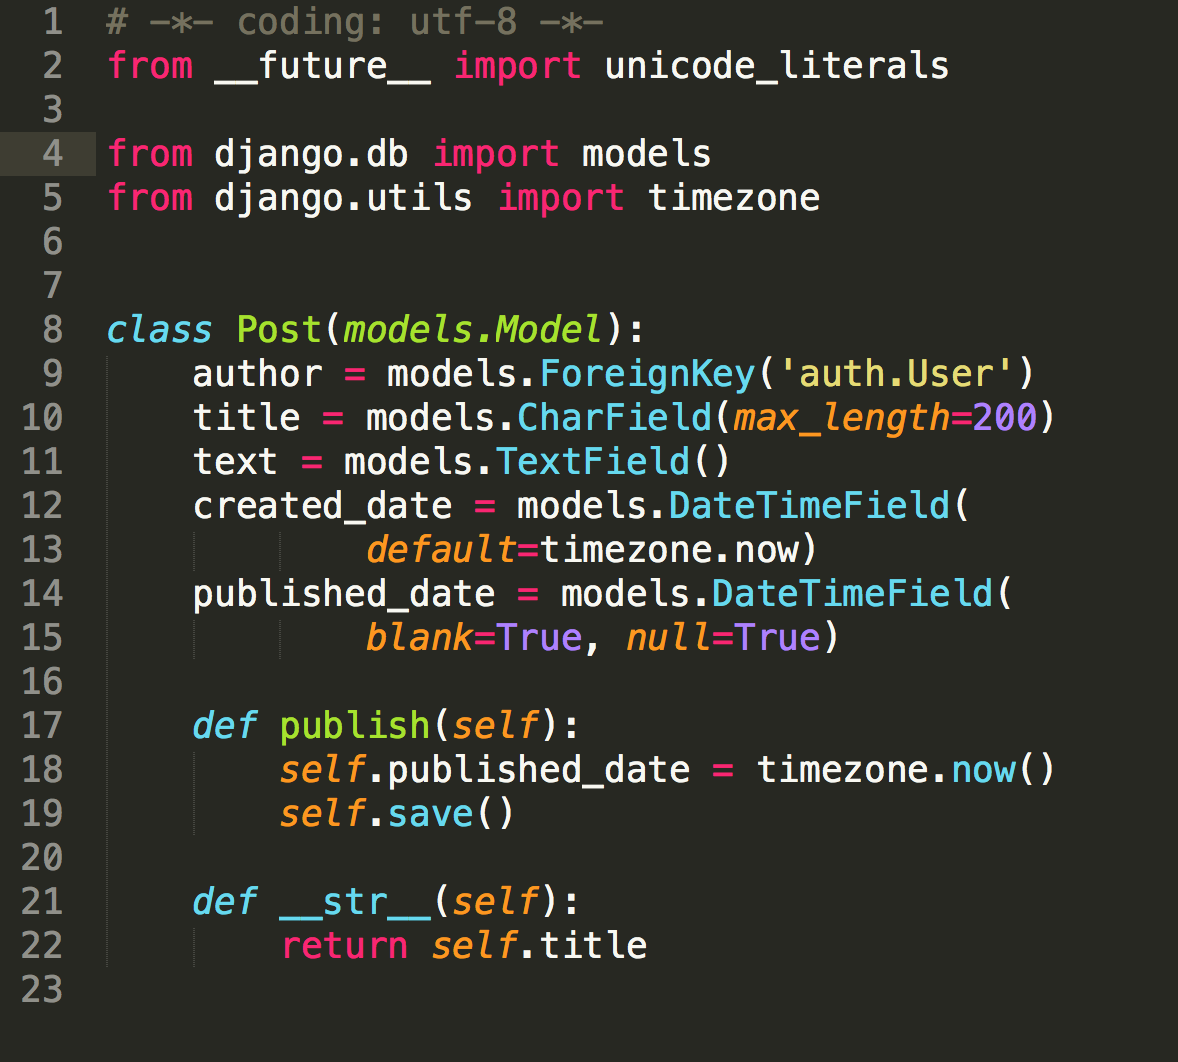 1 # -*- coding: utf-8 -*-
2 from __future__ import unicode_literals
3
4 from django.db import models
5 from django.utils import timezone
6
7
8 class Post(models.Model):
9     author = models.ForeignKey('auth.User')
10     title = models.CharField(max_length=200)
11     text = models.TextField()
12     created_date = models.DateTimeField(
13             default=timezone.now)
14     published_date = models.DateTimeField(
15             blank=True, null=True)
16
17     def publish(self):
18         self.published_date = timezone.now()
19         self.save()
20
21     def __str__(self):
22         return self.title
23